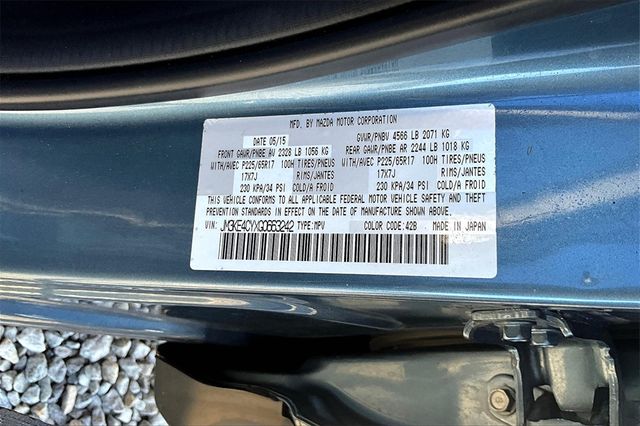 MFD. BY MAZDA MOTOR CORPORATION
DATE 05/15 GVWR/PNBV 4566 LB 2071 KG
FRONT GAWR/PNBE AV 2328 LB 1056 KG REAR GAWR/PNBE AR 2244 LB 1018 KG
WITH/AVEC P225/65R17 100H TIRES/PNEUS WITH/AVEC P225/65R17 100H TIRES/PNEUS
17X7J RIMS/JANTES 17X7J RIMS/JANTES
230 KPA/34 PSI COLD/A FROID 230 KPA/34 PSI COLD/A FROID
THIS VEHICLE CONFORMS TO ALL APPLICABLE FEDERAL MOTOR VEHICLE SAFETY AND THEFT
PREVENTION STANDARDS IN EFFECT ON THE DATE OF MANUFACTURE SHOWN ABOVE.
VIN: JM3KE4CYXG0653242 TYPE:MPV COLOR CODE:42B MADE IN JAPAN